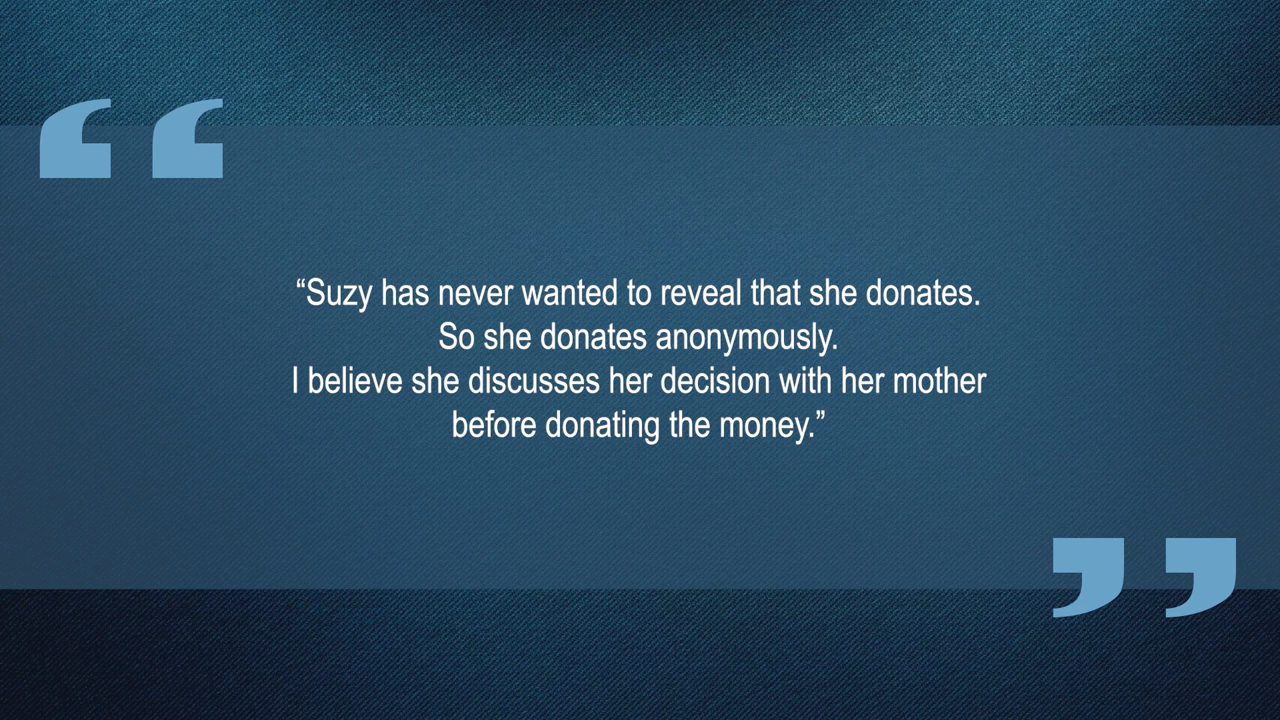 “Suzy has never wanted to reveal that she donates.
So she donates anonymously.
I believe she discusses her decision with her mother
before donating the money.”